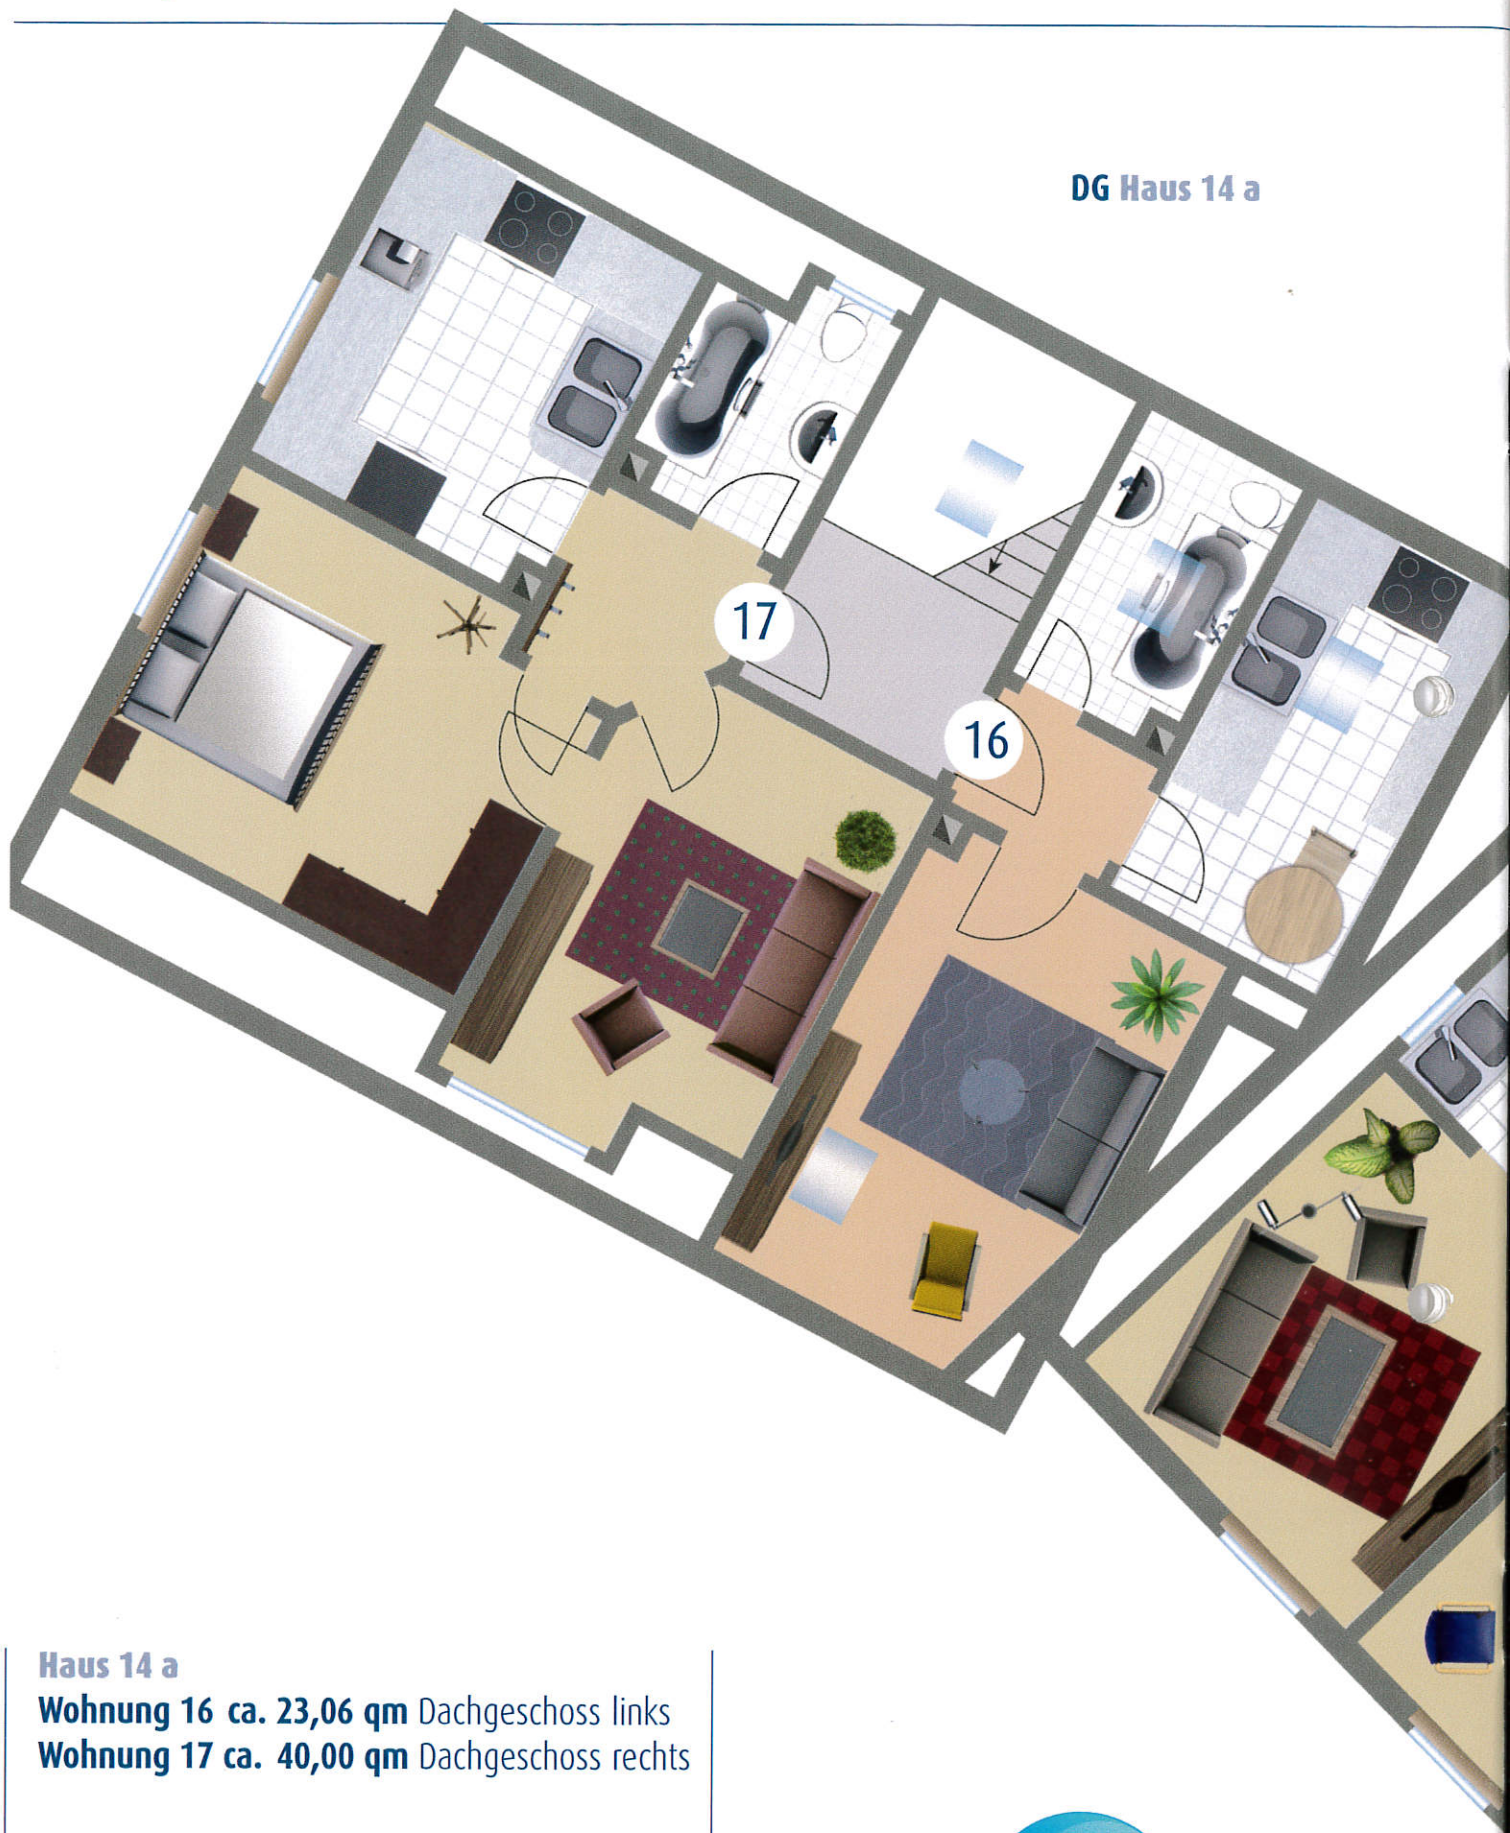 DG Haus 14 a
17
16
Haus 14 a
Wohnung 16 ca. 23,06 qm Dachgeschoss links
Wohnung 17 ca. 40,00 qm Dachgeschoss rechts